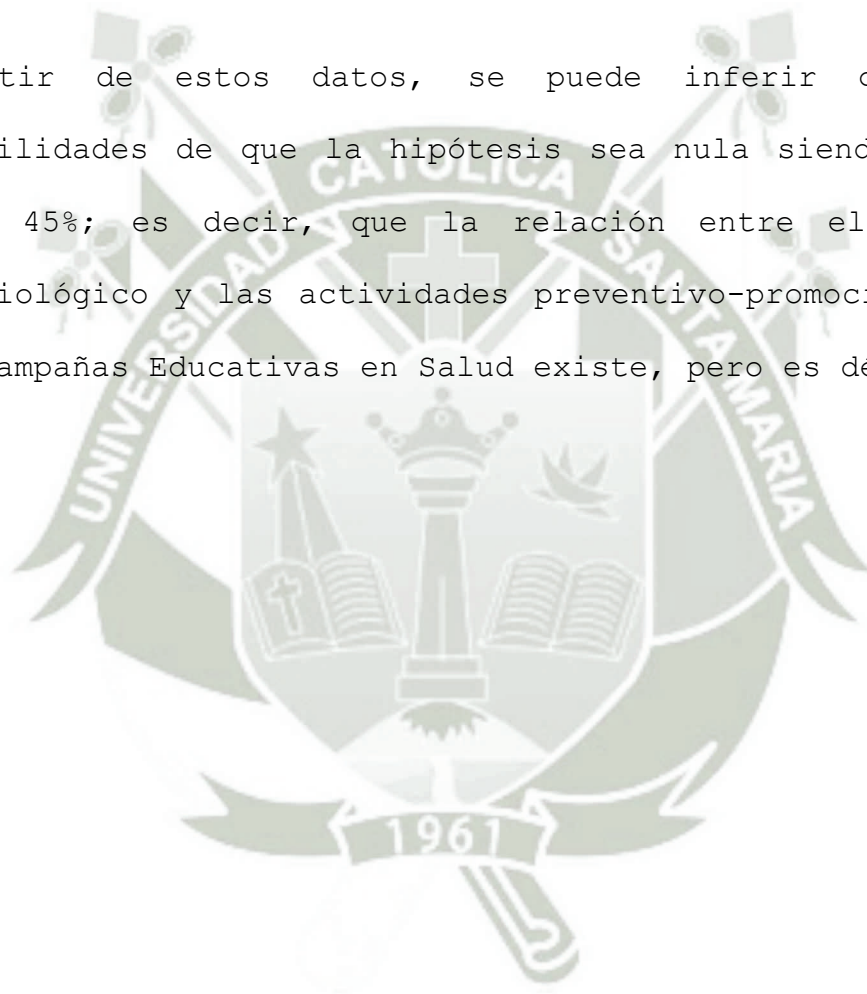 tir de estos datos, se puede inferir
ilidades de que la hipótesis sea nula siend
45%; es decir, que la relación entre el
iológico y las actividades preventivo-promoci
ampañas Educativas en Salud existe, pero es dé
UNIVERSIDAD CATOLICA SANTA MARIA
1961